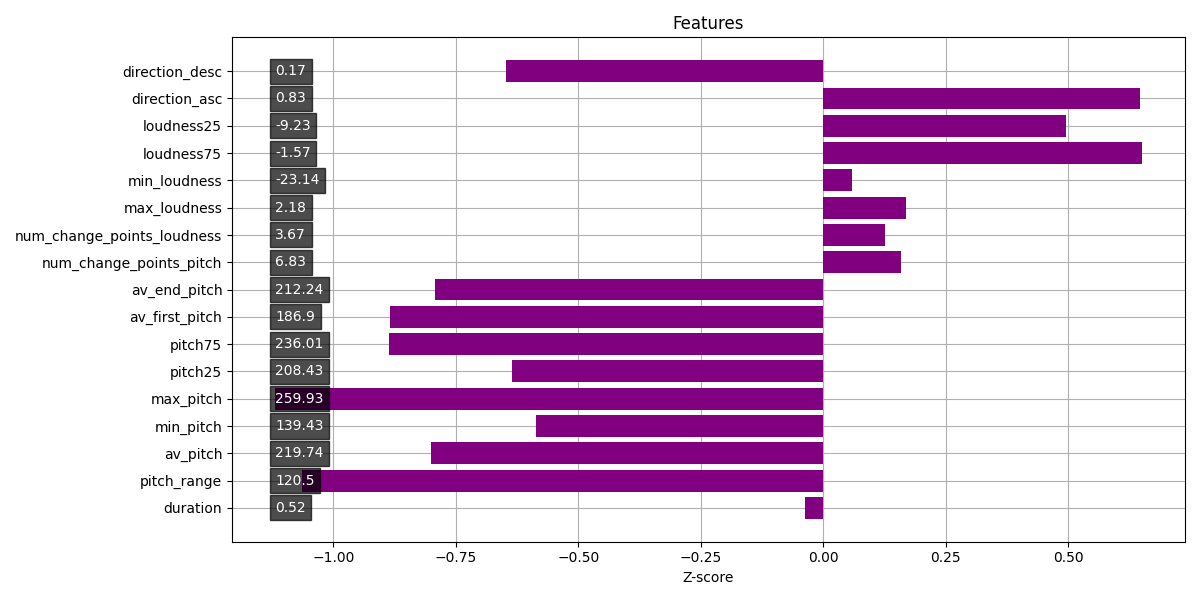 Features
direction_desc 0.17
direction_asc 0.83
loudness25 -9.23
loudness75 -1.57
min_loudness -23.14
max_loudness 2.18
num_change_points_loudness 3.67
num_change_points_pitch 6.83
av_end_pitch 212.24
av_first_pitch 186.9
pitch75 236.01
pitch25 208.43
max_pitch 259.93
min_pitch 139.43
av_pitch 219.74
pitch_range 120.5
duration 0.52
−1.00 −0.75 −0.50 −0.25 0.00 0.25 0.50
Z-score